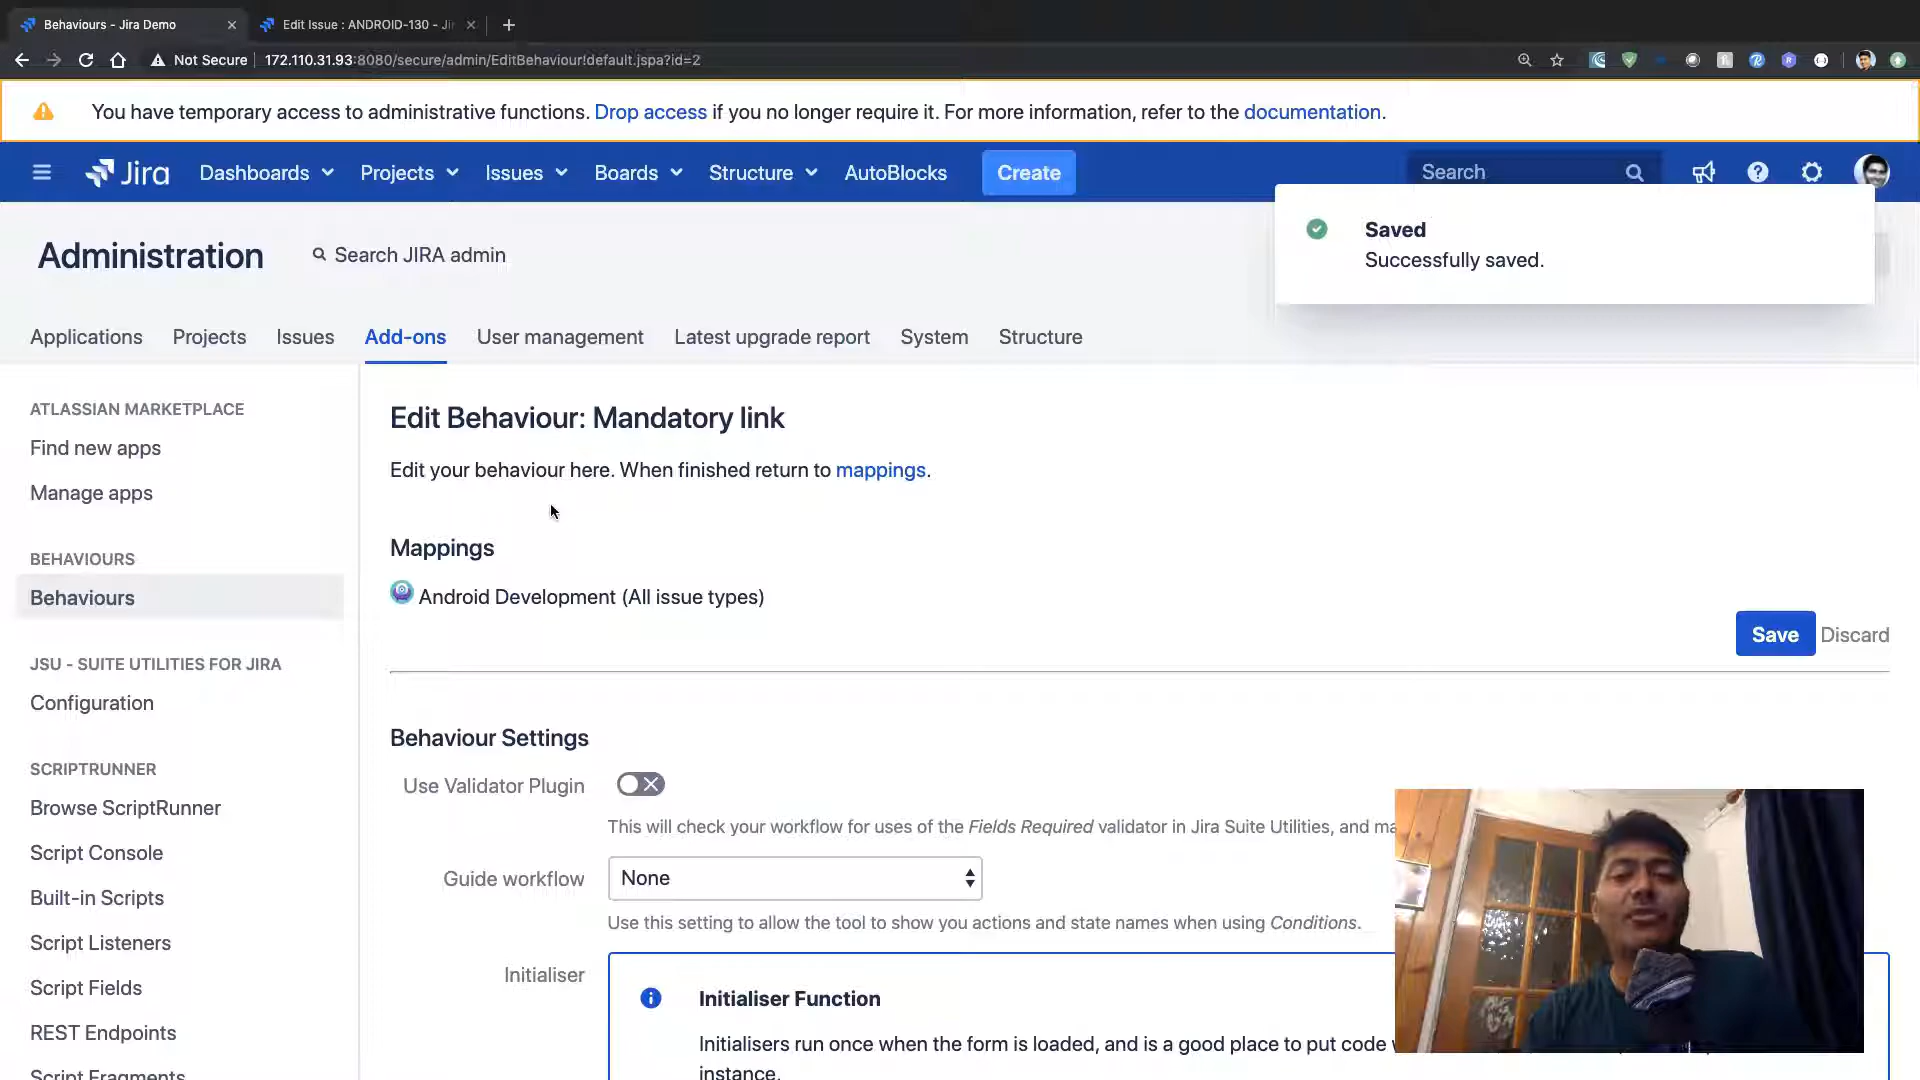 Behaviours - Jira Demo
Edit Issue : ANDROID-130 - Ji
Not Secure
172.110.31.93:8080/secure/admin/EditBehaviour!default.jspa?id=2
You have temporary access to administrative functions. Drop access if you no longer require it. For more information, refer to the documentation.
Jira Dashboards Projects Issues Boards Structure AutoBlocks Create Search
Saved
Successfully saved.
Administration Search JIRA admin
Applications Projects Issues Add-ons User management Latest upgrade report System Structure
ATLASSIAN MARKETPLACE
Find new apps
Manage apps
BEHAVIOURS
Behaviours
JSU - SUITE UTILITIES FOR JIRA
Configuration
SCRIPTRUNNER
Browse ScriptRunner
Script Console
Built-in Scripts
Script Listeners
Script Fields
REST Endpoints
Script Fragments
Edit Behaviour: Mandatory link
Edit your behaviour here. When finished return to mappings.
Mappings
Android Development (All issue types)
Save Discard
Behaviour Settings
Use Validator Plugin
This will check your workflow for uses of the Fields Required validator in Jira Suite Utilities, and
Guide workflow None
Use this setting to allow the tool to show you actions and state names when using Conditions.
Initialiser
Initialiser Function
Initialisers run once when the form is loaded, and is a good place to put code
instance.